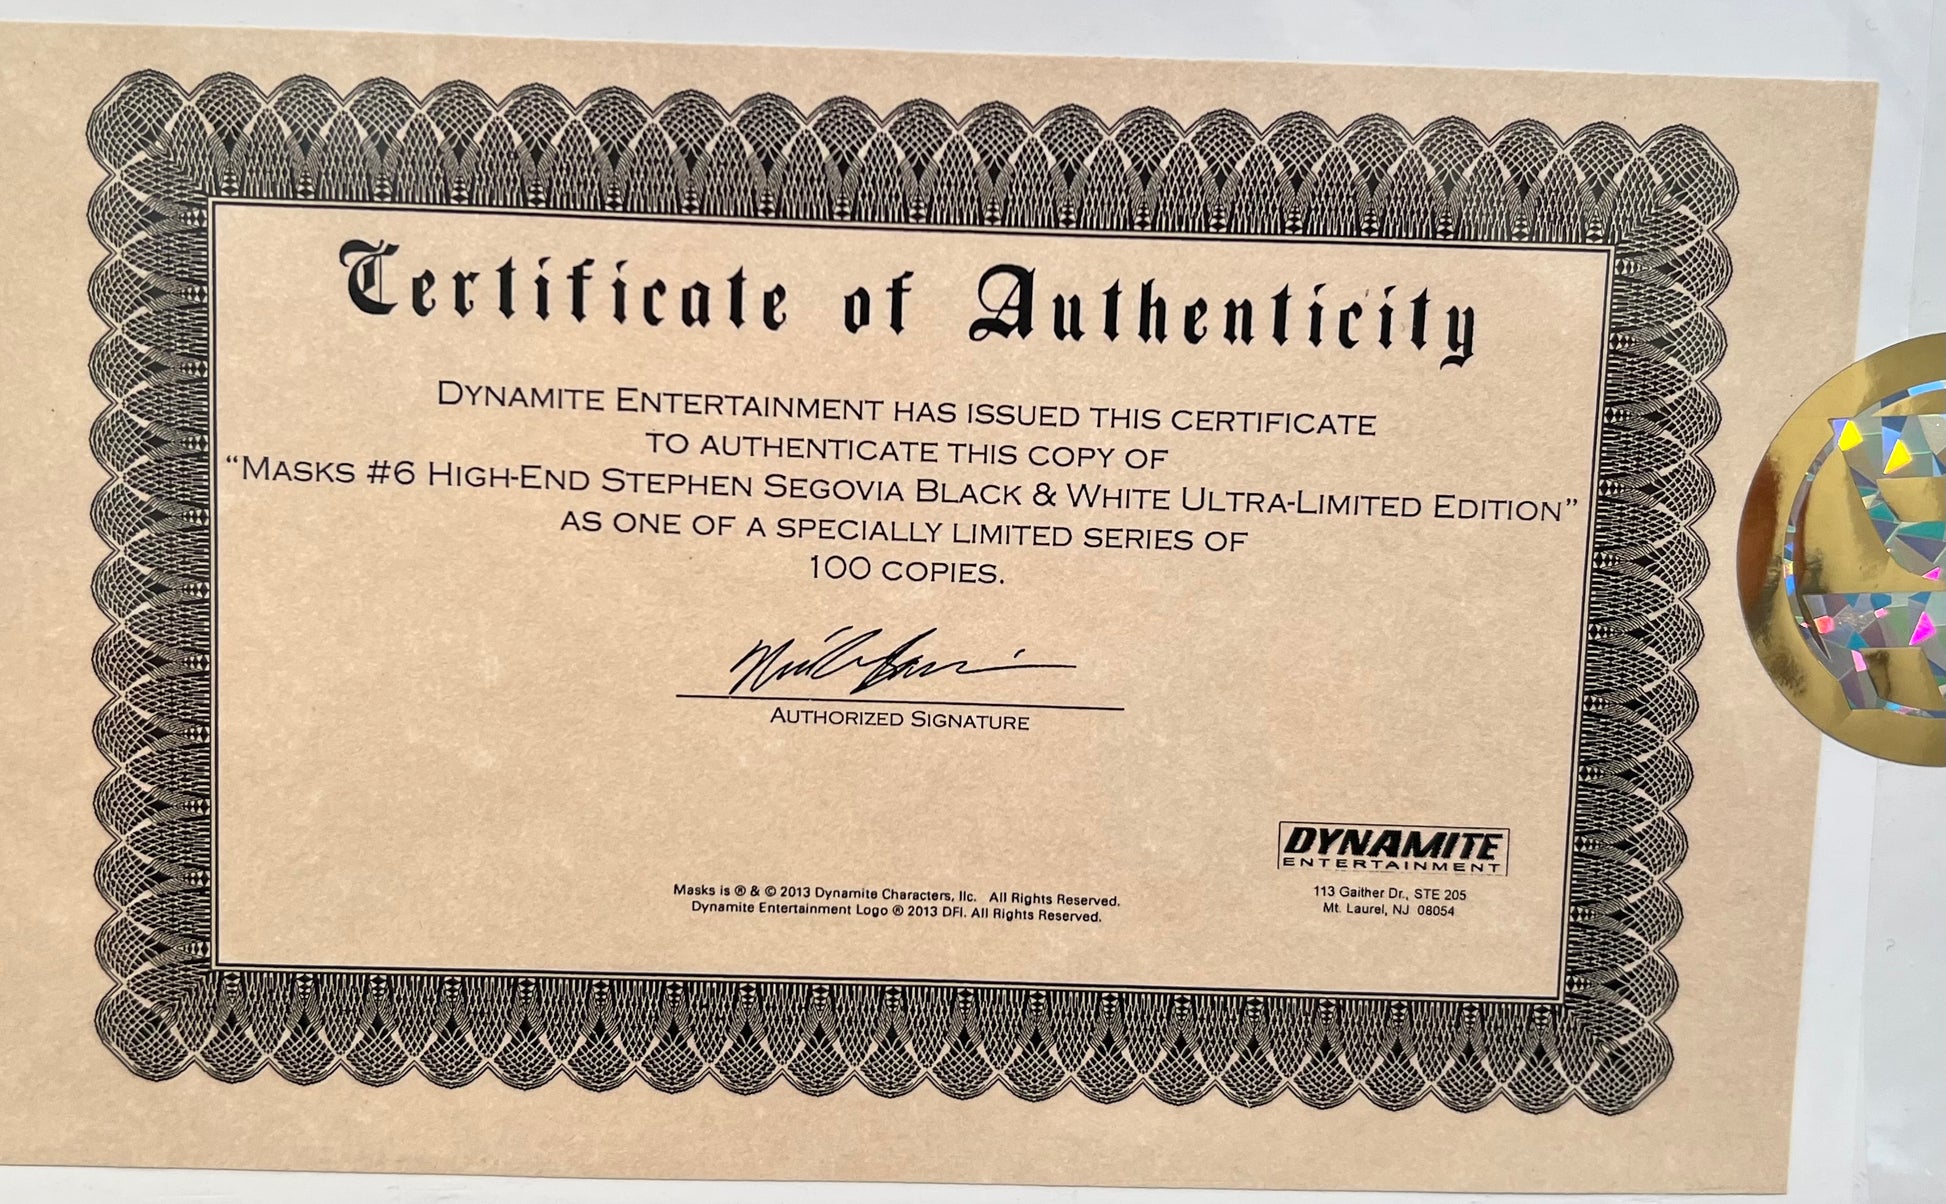 Certificate of Authenticity
DYNAMITE ENTERTAINMENT HAS ISSUED THIS CERTIFICATE
TO AUTHENTICATE THIS COPY OF
“MASKS #6 HIGH-END STEPHEN SEGOVIA BLACK & WHITE ULTRA-LIMITED EDITION”
AS ONE OF A SPECIALLY LIMITED SERIES OF
100 COPIES.
AUTHORIZED SIGNATURE
DYNAMITE
ENTERTAINMENT
113 Gaither Dr., STE 205
Mt. Laurel, NJ 08054
Masks is ® & © 2013 Dynamite Characters, llc. All Rights Reserved.
Dynamite Entertainment Logo ® 2013 DFI. All Rights Reserved.